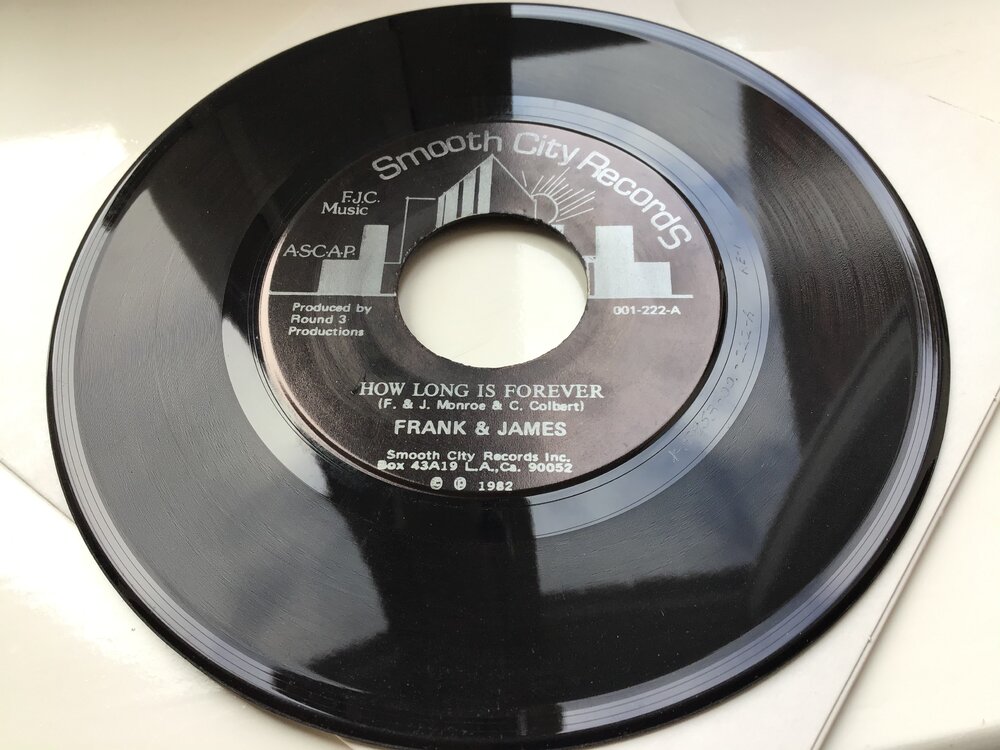 Smooth City Records
F.J.C.
Music
A·S·C·A·P.
Produced by
Round 3
Productions
001-222-A
HOW LONG IS FOREVER
(F. & J. Monroe & C. Colbert)
FRANK & JAMES
Smooth City Records Inc.
Box 43A19 L.A., Ca. 90052
© ℗ 1982